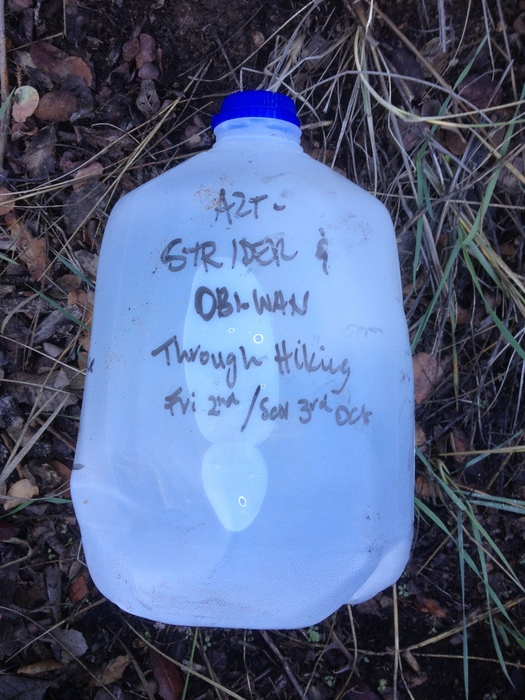 AZT-
STRIDER &
OBI-WAN
Through Hiking
Fri 2nd/Sat 3rd Oct